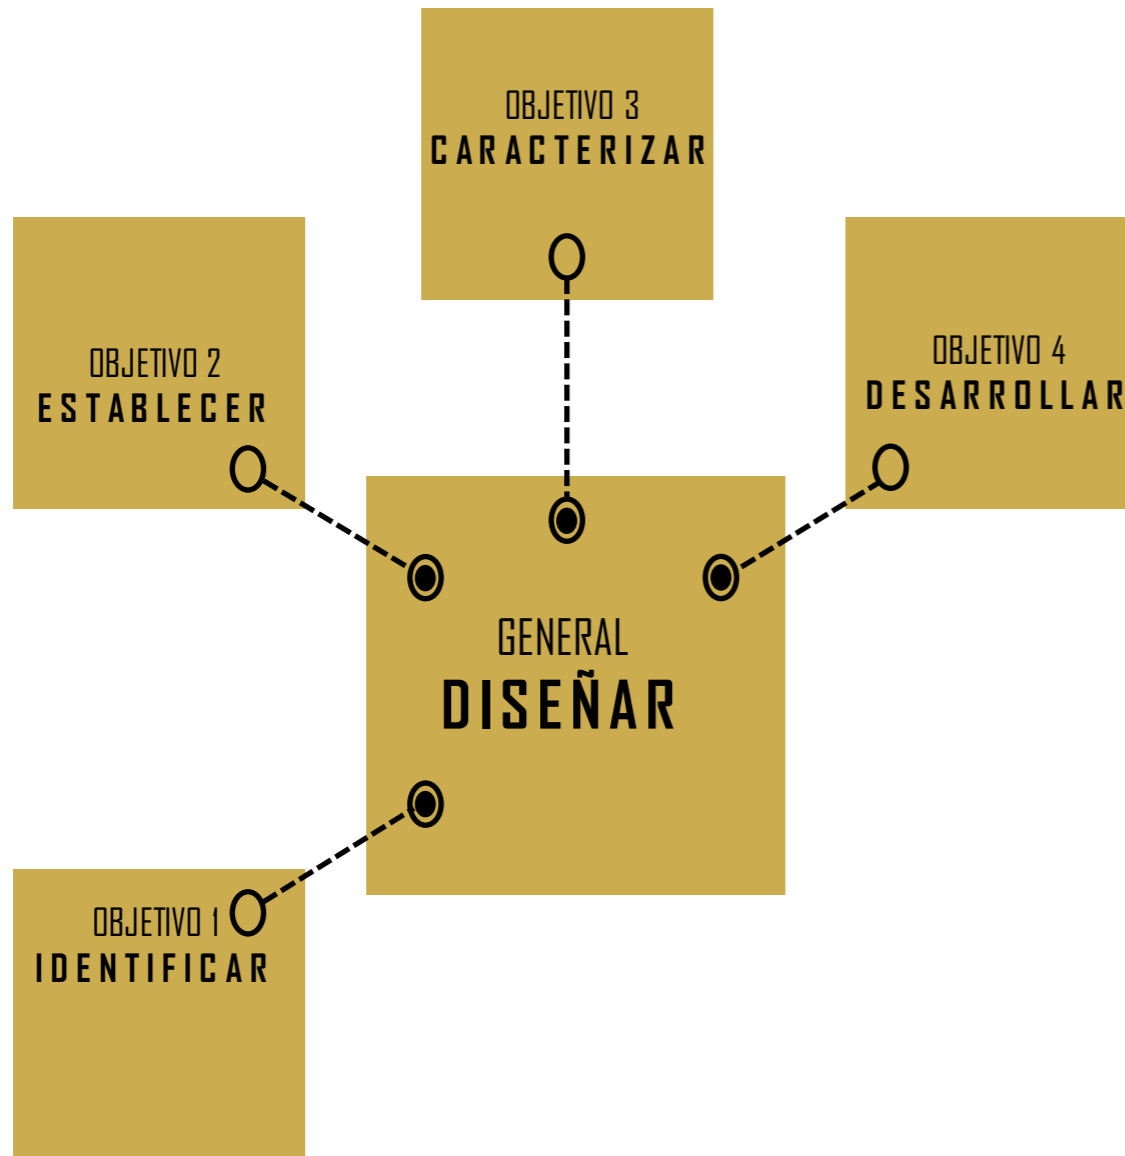 OBJETIVO 3
CARACTERIZAR
OBJETIVO 2
ESTABLECER
OBJETIVO 4
DESARROLLAR
GENERAL
DISEÑAR
OBJETIVO 1
IDENTIFICAR